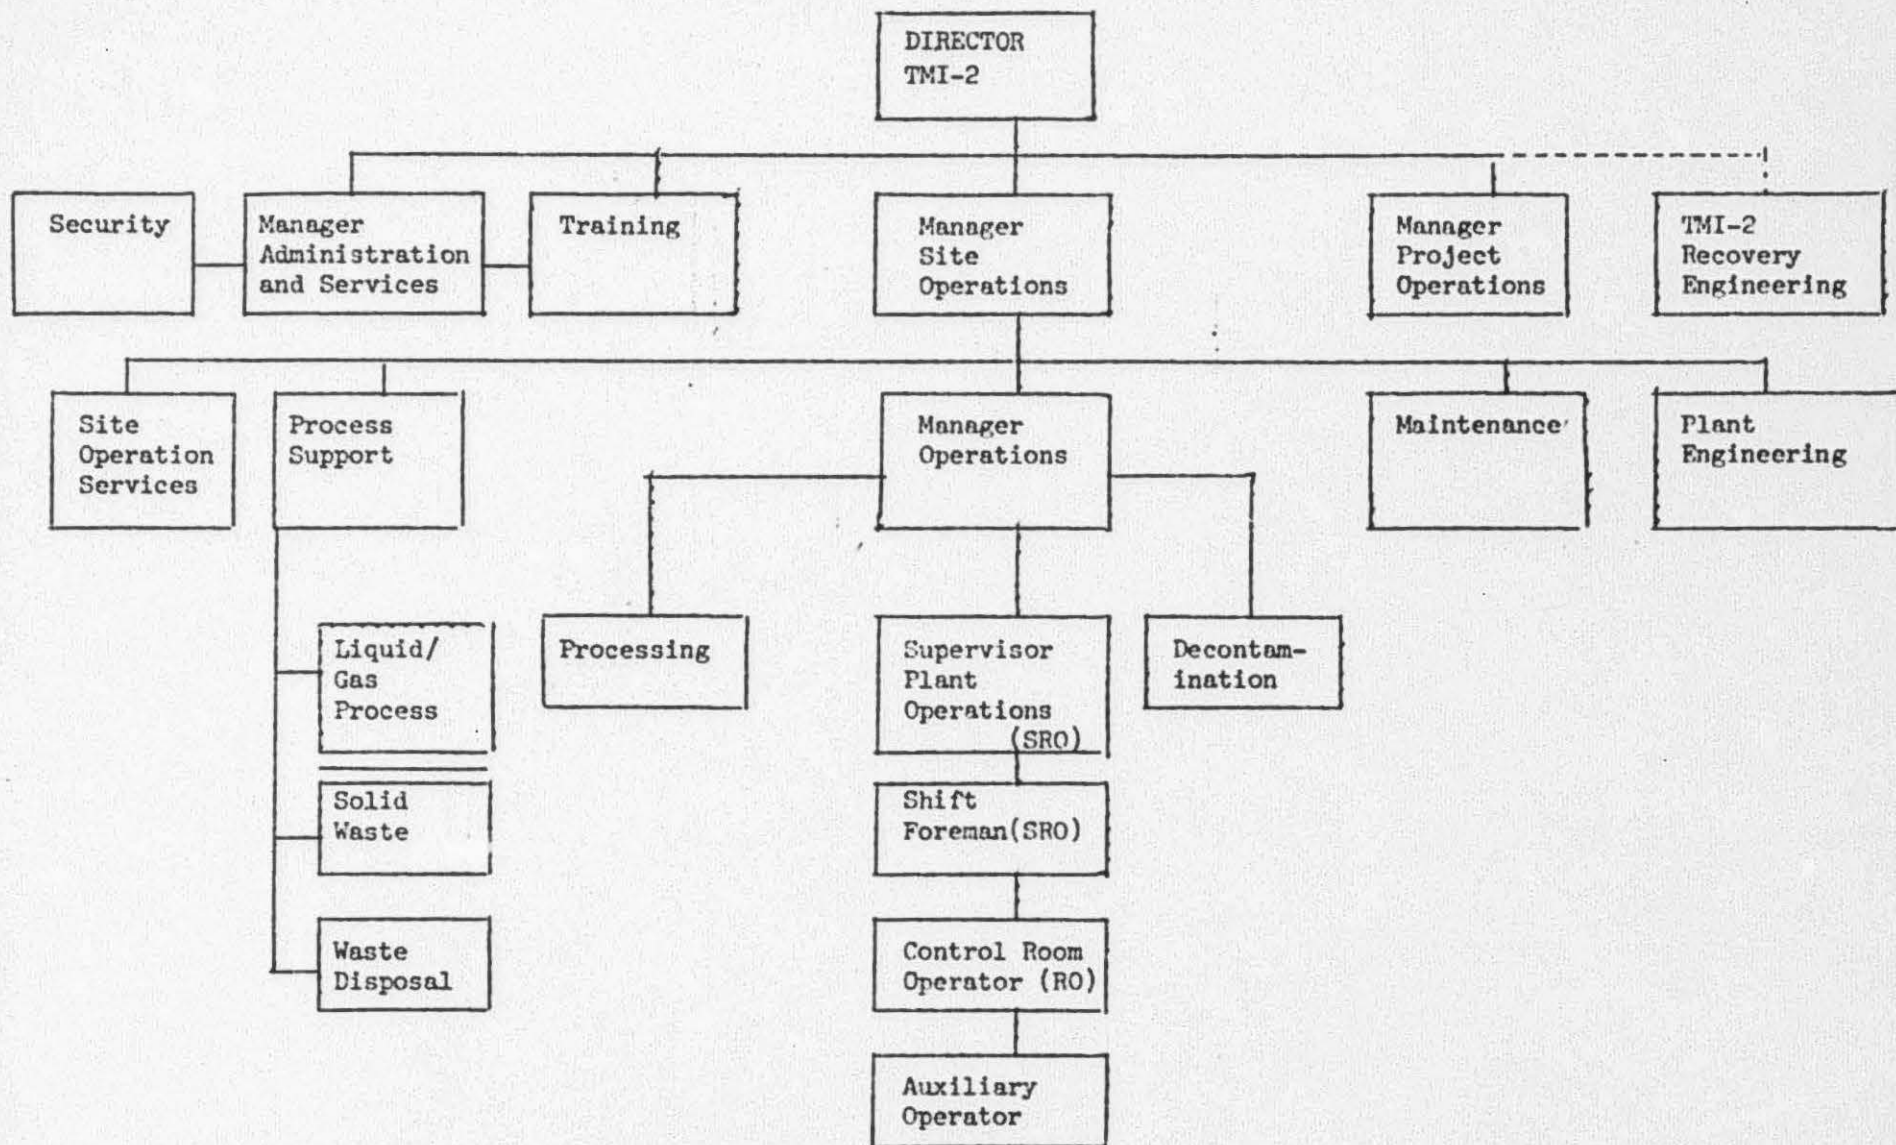 DIRECTOR
TMI-2
Security
Manager
Administration
and Services
Training
Manager
Site
Operations
Manager
Project
Operations
TMI-2
Recovery
Engineering
Site
Operation
Services
Process
Support
Manager
Operations
Maintenance
Plant
Engineering
Liquid/
Gas
Process
Processing
Supervisor
Plant
Operations
(SRO)
Decontam-
ination
Solid
Waste
Shift
Foreman(SRO)
Waste
Disposal
Control Room
Operator (RO)
Auxiliary
Operator